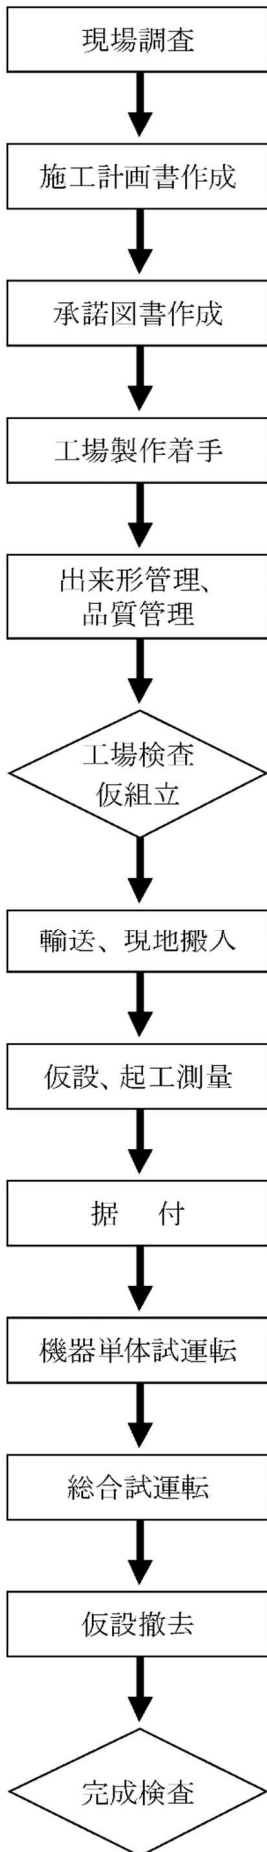 現場調査
施工計画書作成
承諾図書作成
工場製作着手
出来形管理、
品質管理
工場検査
仮組立
輸送、現地搬入
仮設、起工測量
据　付
機器単体試運転
総合試運転
仮設撤去
完成検査